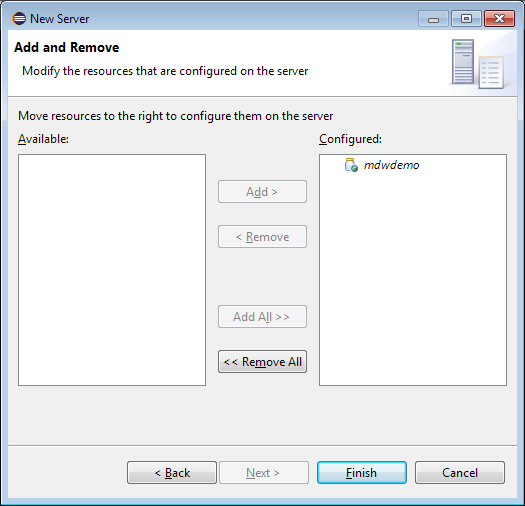 New Server
Add and Remove
Modify the resources that are configured on the server
Move resources to the right to configure them on the server
Available:
Configured:
mdwdemo
Add >
< Remove
Add All >>
<< Remove All
< Back
Next >
Finish
Cancel